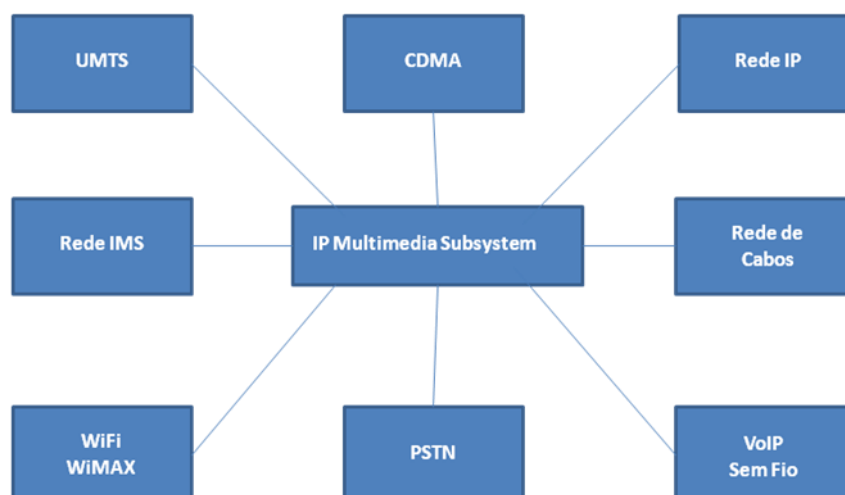 UMTS
CDMA
Rede IP
Rede IMS
IP Multimedia Subsystem
Rede de
Cabos
WiFi
WiMAX
PSTN
VoIP
Sem Fio